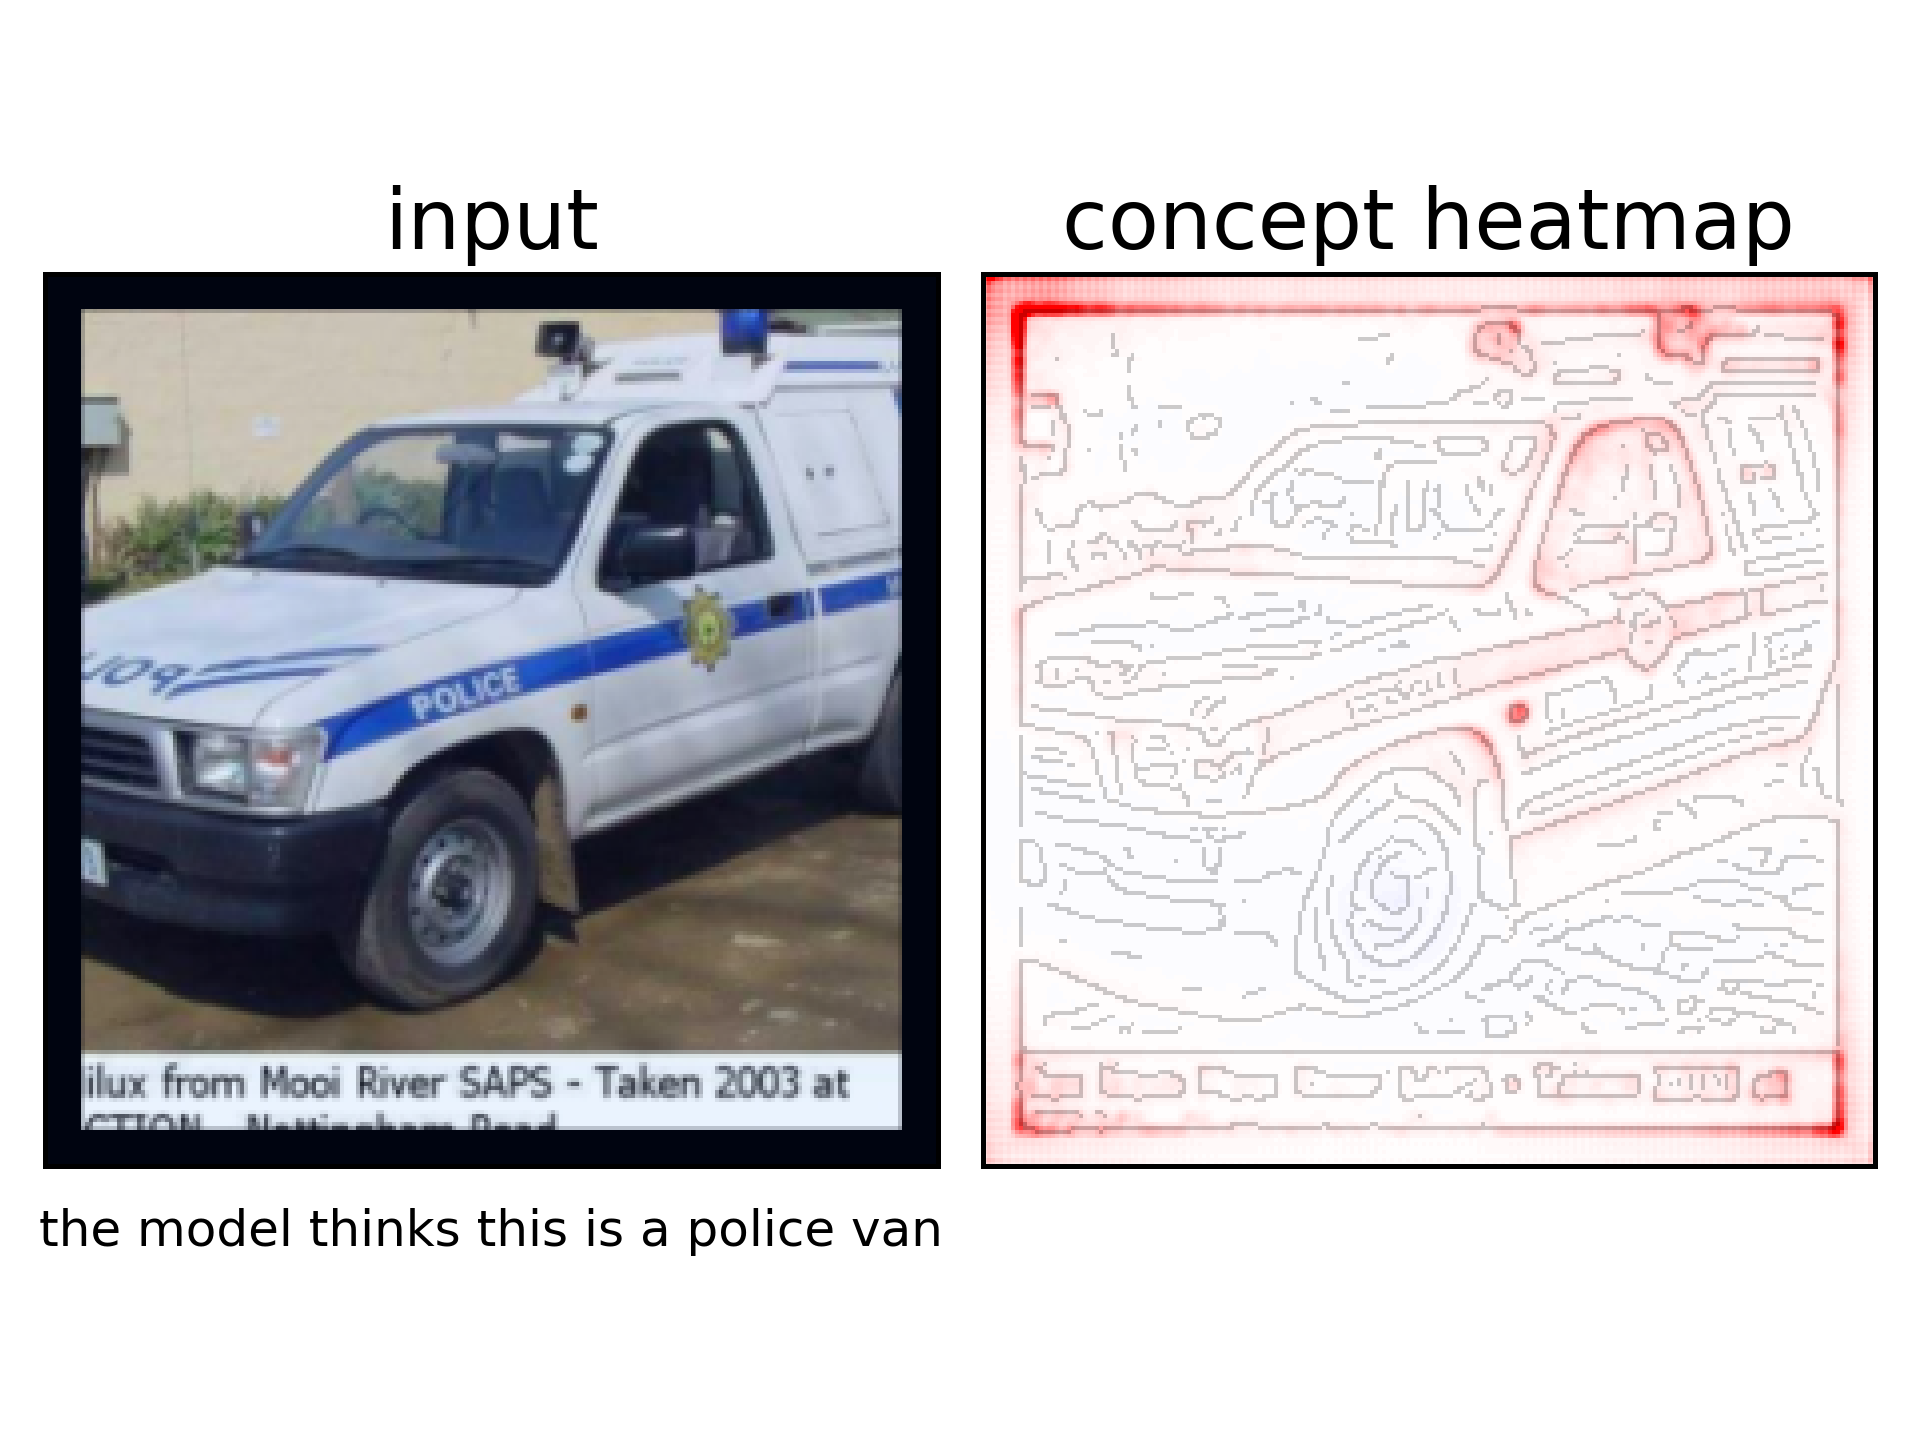 input
concept heatmap
POLICE
ilux from Mooi River SAPS - Taken 2003 at
CTION - Nottingham Road
the model thinks this is a police van